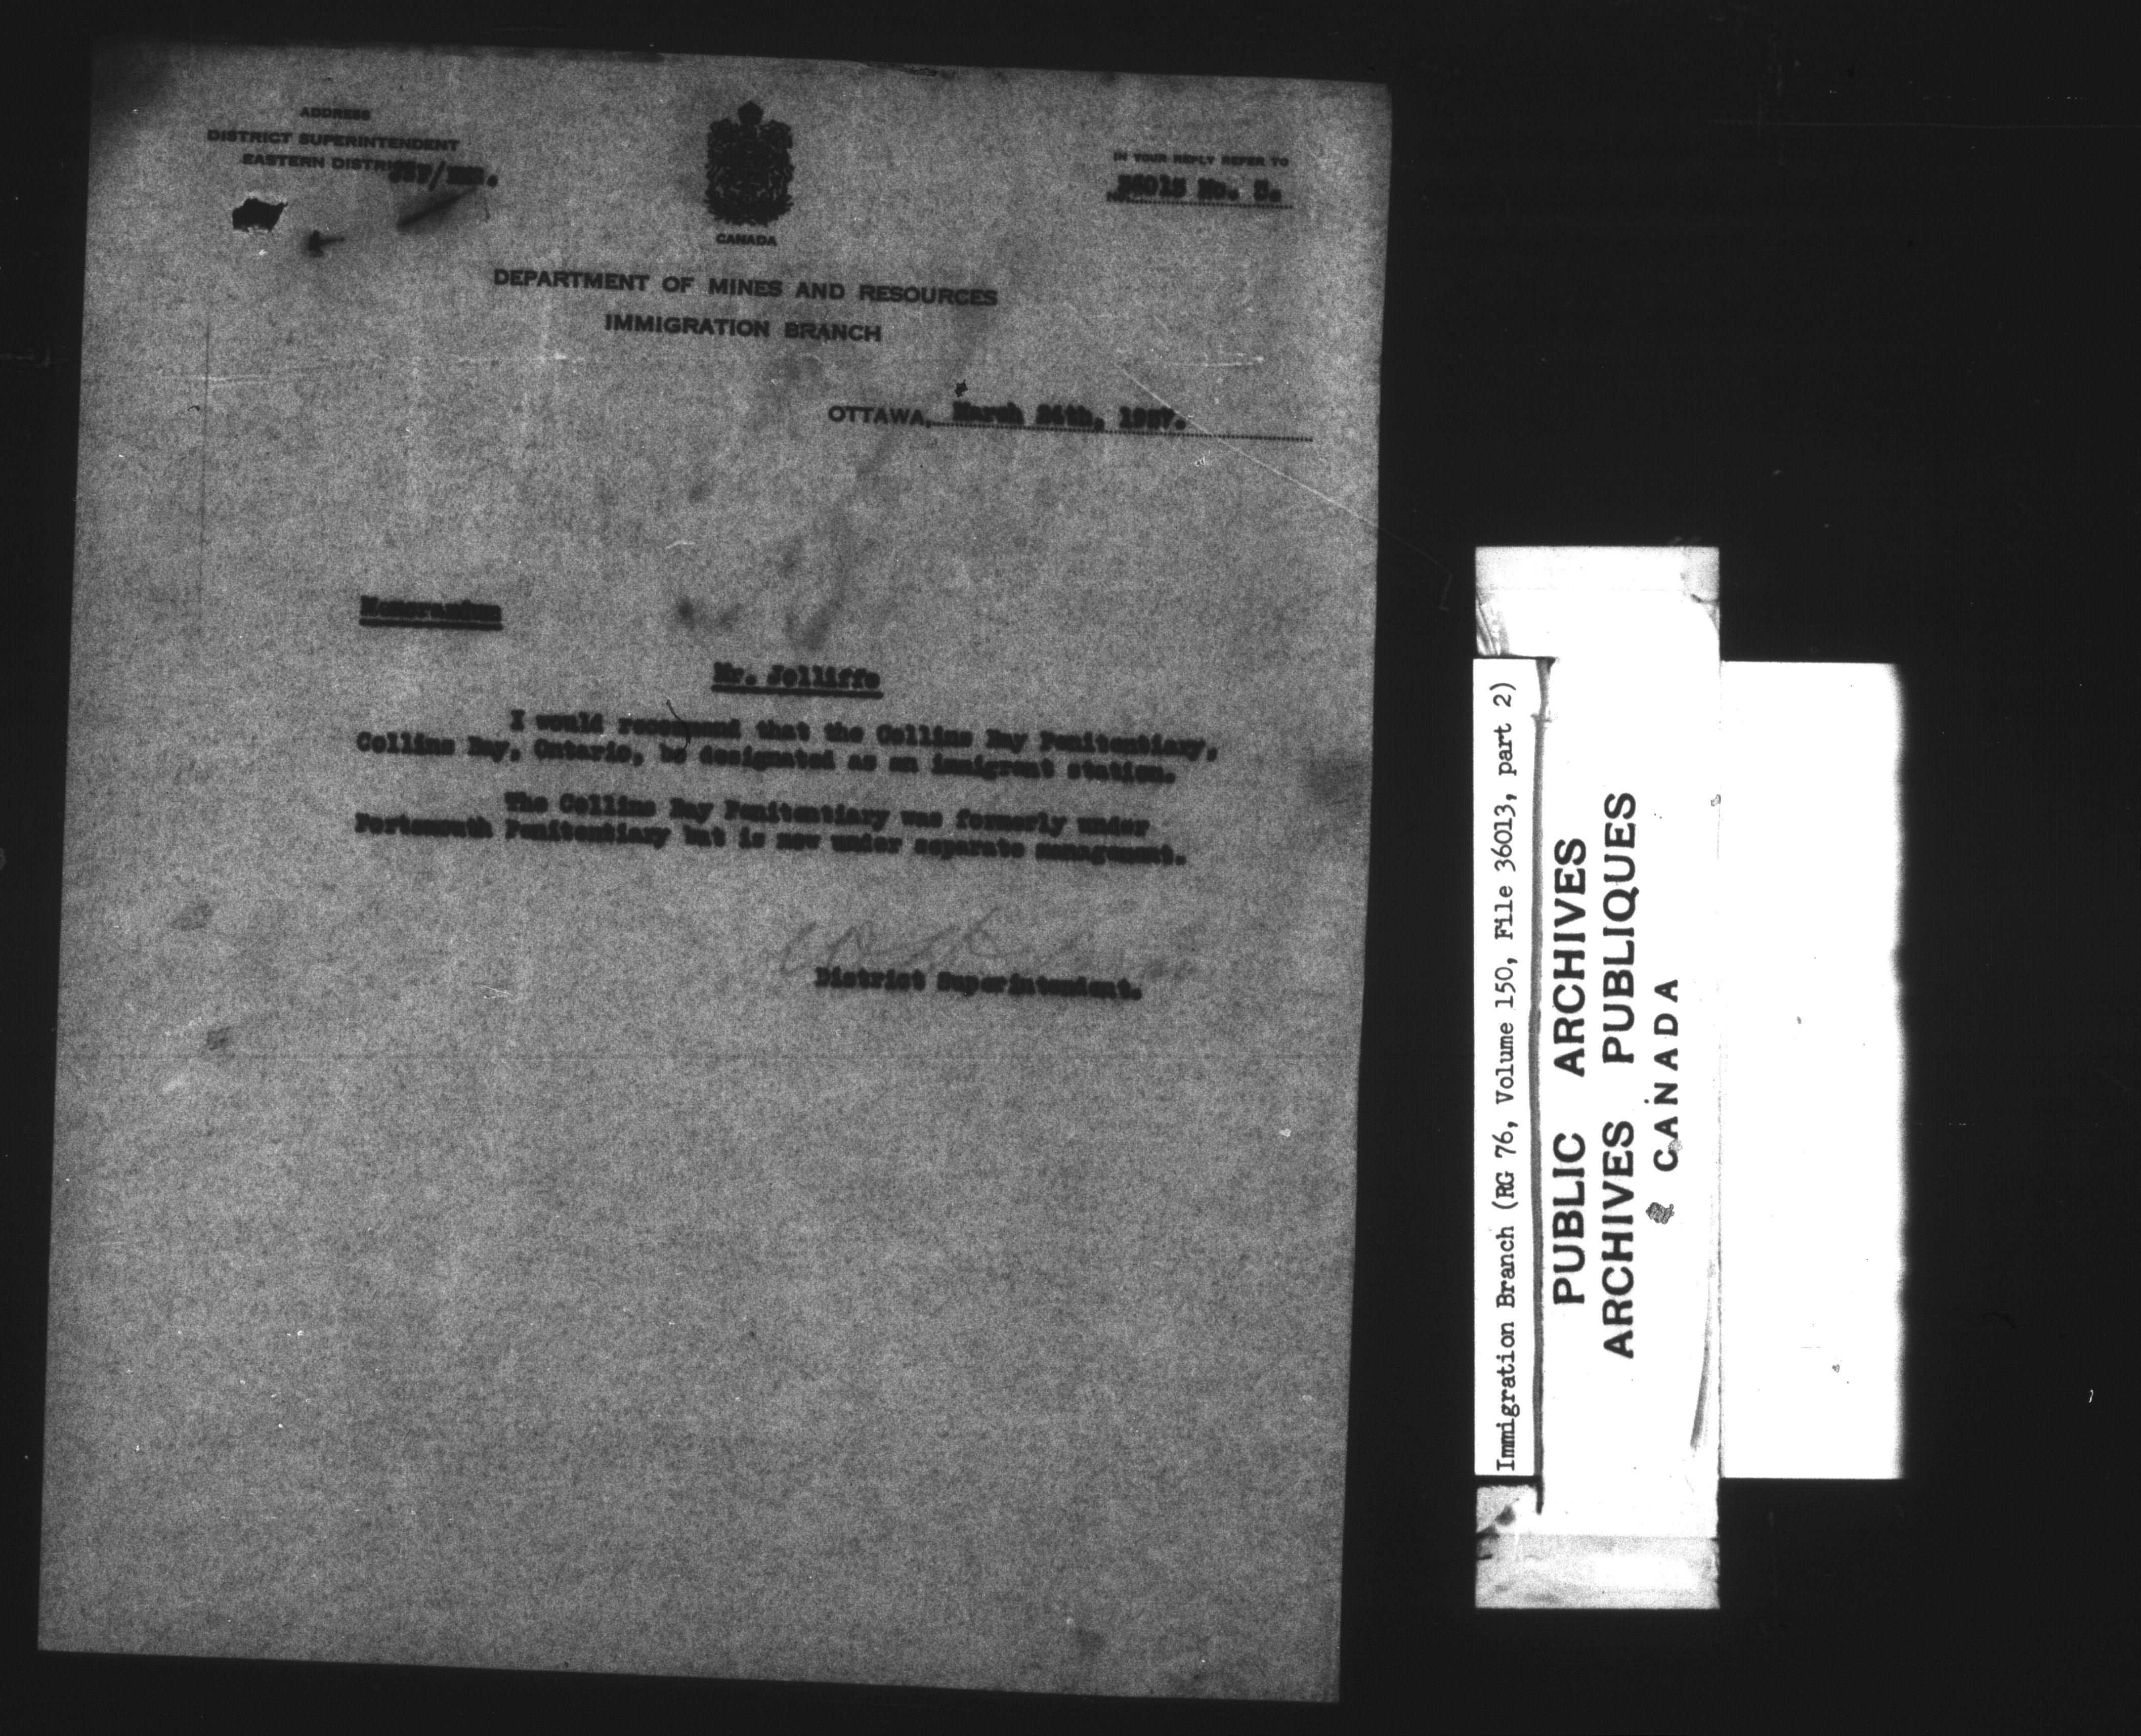 ADDRESS
DISTRICT SUPERINTENDENT
EASTERN DISTRICT
CANADA
IN YOUR REPLY REFER TO
No.
DEPARTMENT OF MINES AND RESOURCES
IMMIGRATION BRANCH
OTTAWA, March 24th, 1937.
Memorandum
Mr. Jolliffe
I would recommend that the Collins Bay Penitentiary,
Collins Bay, Ontario, be designated as an immigrant station.
The Collins Bay Penitentiary was formerly under
Portsmouth Penitentiary but is now under separate management.
District Superintendent.
Immigration Branch (RG 76, Volume 150, File 36013, part 2)
PUBLIC ARCHIVES
ARCHIVES PUBLIQUES
CANADA